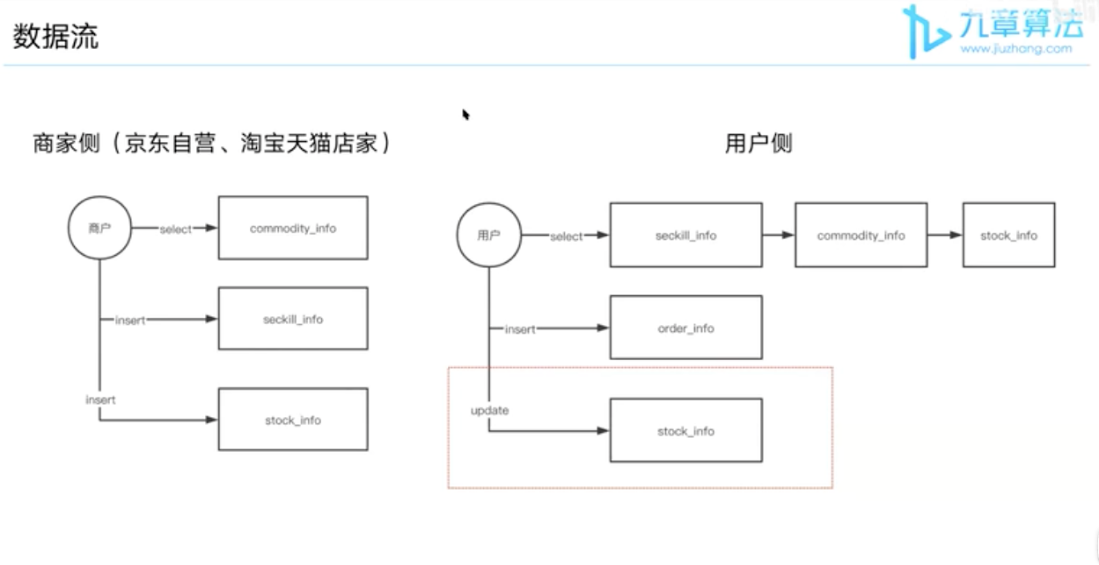 数据流
九章算法
www.jiuzhang.com
商家侧（京东自营、淘宝天猫店家）
商户
select
commodity_info
insert
seckill_info
insert
stock_info
用户侧
用户
select
seckill_info
commodity_info
stock_info
insert
order_info
update
stock_info